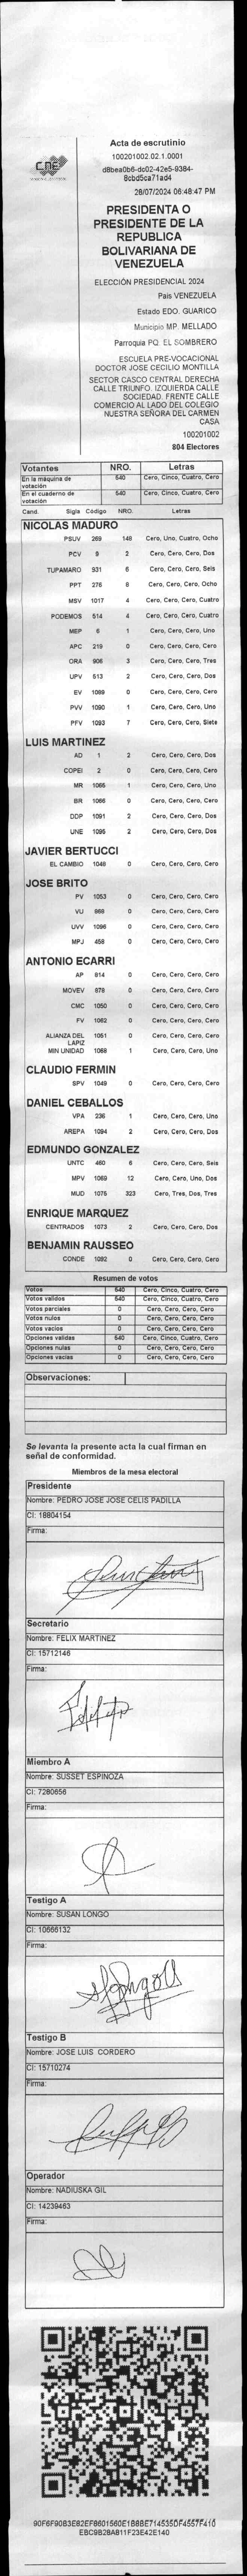 CNE
Acta de escrutinio
100201002.02.1.0001
d8bea0b6-dc02-42e5-9384-
8cbd5ca71ad4
28/07/2024 06:48:47 PM
PRESIDENTA O
PRESIDENTE DE LA
REPUBLICA
BOLIVARIANA DE
VENEZUELA
ELECCIÓN PRESIDENCIAL 2024
Pais VENEZUELA
Estado EDO. GUARICO
Municipio MP. MELLADO
Parroquia PQ. EL SOMBRERO
ESCUELA PRE-VOCACIONAL
DOCTOR JOSE CECILIO MONTILLA
SECTOR CASCO CENTRAL DERECHA
CALLE TRIUNFO. IZQUIERDA CALLE
SOCIEDAD. FRENTE CALLE
COMERCIO AL LADO DEL COLEGIO
NUESTRA SEÑORA DEL CARMEN
CASA
100201002
804 Electores
Votantes NRO. Letras
En la máquina de votación 540 Cero, Cinco, Cuatro, Cero
En el cuaderno de votación 540 Cero, Cinco, Cuatro, Cero
Cand. Sigla Código NRO. Letras
NICOLAS MADURO
PSUV 269 148 Cero, Uno, Cuatro, Ocho
PCV 9 2 Cero, Cero, Cero, Dos
TUPAMARO 931 6 Cero, Cero, Cero, Seis
PPT 276 8 Cero, Cero, Cero, Ocho
MSV 1017 4 Cero, Cero, Cero, Cuatro
PODEMOS 514 4 Cero, Cero, Cero, Cuatro
MEP 6 1 Cero, Cero, Cero, Uno
APC 219 0 Cero, Cero, Cero, Cero
ORA 906 3 Cero, Cero, Cero, Tres
UPV 513 2 Cero, Cero, Cero, Dos
EV 1089 0 Cero, Cero, Cero, Cero
PVV 1090 1 Cero, Cero, Cero, Uno
PFV 1093 7 Cero, Cero, Cero, Siete
LUIS MARTINEZ
AD 1 2 Cero, Cero, Cero, Dos
COPEI 2 0 Cero, Cero, Cero, Cero
MR 1065 1 Cero, Cero, Cero, Uno
BR 1066 0 Cero, Cero, Cero, Cero
DDP 1091 2 Cero, Cero, Cero, Dos
UNE 1095 2 Cero, Cero, Cero, Dos
JAVIER BERTUCCI
EL CAMBIO 1048 0 Cero, Cero, Cero, Cero
JOSE BRITO
PV 1053 0 Cero, Cero, Cero, Cero
VU 868 0 Cero, Cero, Cero, Cero
UVV 1096 0 Cero, Cero, Cero, Cero
MPJ 458 0 Cero, Cero, Cero, Cero
ANTONIO ECARRI
AP 814 0 Cero, Cero, Cero, Cero
MOVEV 878 0 Cero, Cero, Cero, Cero
CMC 1050 0 Cero, Cero, Cero, Cero
FV 1062 0 Cero, Cero, Cero, Cero
ALIANZA DEL LAPIZ 1051 0 Cero, Cero, Cero, Cero
MIN UNIDAD 1068 1 Cero, Cero, Cero, Uno
CLAUDIO FERMIN
SPV 1049 0 Cero, Cero, Cero, Cero
DANIEL CEBALLOS
VPA 236 1 Cero, Cero, Cero, Uno
AREPA 1094 2 Cero, Cero, Cero, Dos
EDMUNDO GONZALEZ
UNTC 460 6 Cero, Cero, Cero, Seis
MPV 1069 12 Cero, Cero, Uno, Dos
MUD 1075 323 Cero, Tres, Dos, Tres
ENRIQUE MARQUEZ
CENTRADOS 1073 2 Cero, Cero, Cero, Dos
BENJAMIN RAUSSEO
CONDE 1092 0 Cero, Cero, Cero, Cero
Resumen de votos
Votos 540 Cero, Cinco, Cuatro, Cero
Votos validos 540 Cero, Cinco, Cuatro, Cero
Votos parciales 0 Cero, Cero, Cero, Cero
Votos nulos 0 Cero, Cero, Cero, Cero
Votos vacios 0 Cero, Cero, Cero, Cero
Opciones validas 540 Cero, Cinco, Cuatro, Cero
Opciones nulas 0 Cero, Cero, Cero, Cero
Opciones vacias 0 Cero, Cero, Cero, Cero
Observaciones:
Se levanta la presente acta la cual firman en
señal de conformidad.
Miembros de la mesa electoral
Presidente
Nombre: PEDRO JOSE JOSE CELIS PADILLA
CI: 18804154
Firma:
Secretario
Nombre: FELIX MARTINEZ
CI: 15712146
Firma:
Miembro A
Nombre: SUSSET ESPINOZA
CI: 7280656
Firma:
Testigo A
Nombre: SUSAN LONGO
CI: 10666132
Firma:
Testigo B
Nombre: JOSE LUIS CORDERO
CI: 15710274
Firma:
Operador
Nombre: NADIUSKA GIL
CI: 14239463
Firma:
90F6F90B3E82EF8601560E1B8BE714535DF4557F410
EBC9B28AB11F23E42E140